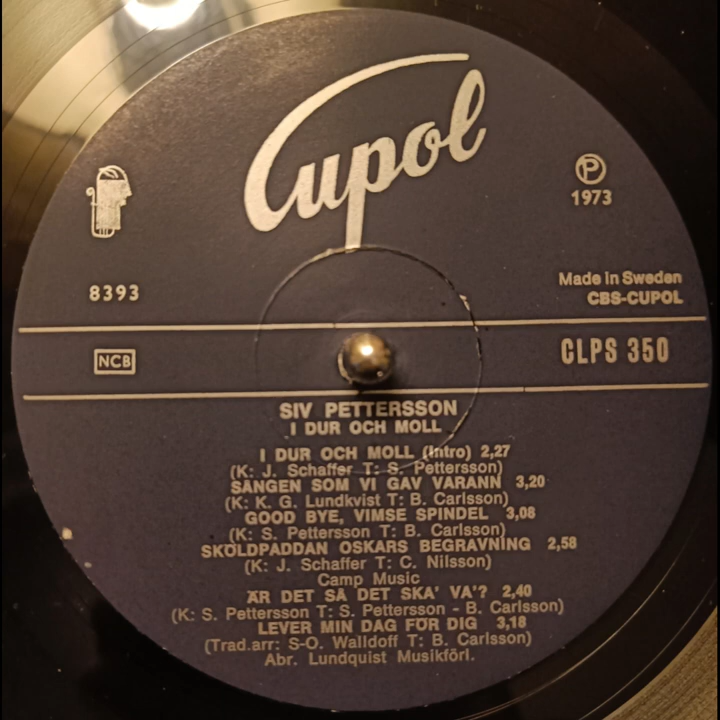 Cupol
℗
1973
8393
Made in Sweden
CBS-CUPOL
NCB
CLPS 350
SIV PETTERSSON
I DUR OCH MOLL
I DUR OCH MOLL (Intro) 2,27
(K: J. Schaffer T: S. Pettersson)
SÅNGEN SOM VI GAV VARANN 3,20
(K: K. G. Lundkvist T: B. Carlsson)
GOOD BYE, VIMSE SPINDEL 3,08
(K: S. Pettersson T: B. Carlsson)
SKÖLDPADDAN OSKARS BEGRAVNING 2,58
(K: J. Schaffer T: C. Nilsson)
Camp Music
ÄR DET SÅ DET SKA' VA'? 2,40
(K: S. Pettersson T: S. Pettersson - B. Carlsson)
LEVER MIN DAG FÖR DIG 3,18
(Trad.arr: S-O. Walldoff T: B. Carlsson)
Abr. Lundquist Musikförl.